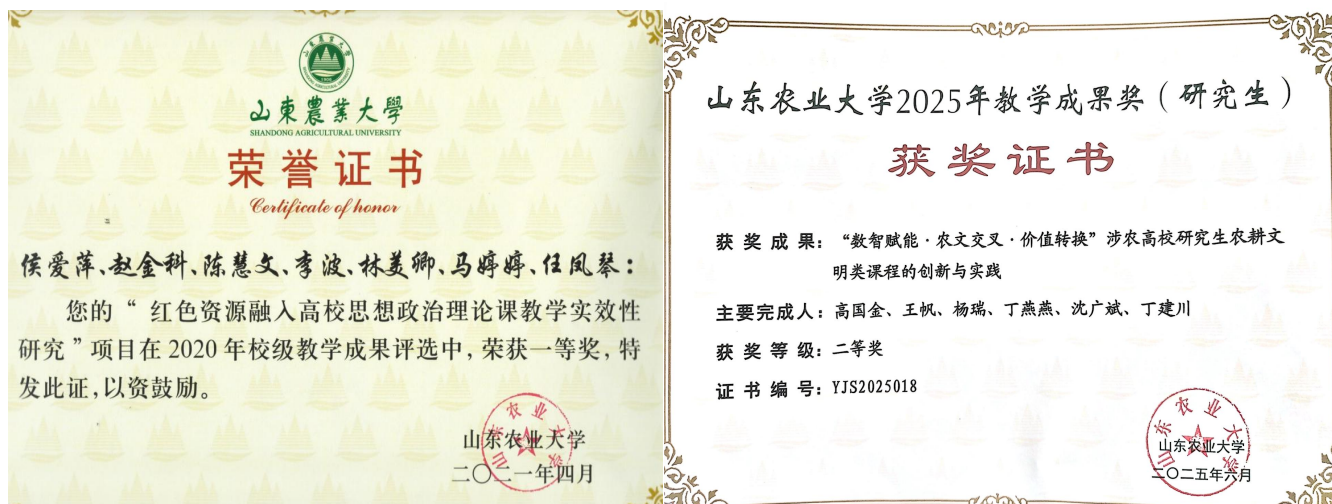 山東農業大學
SHANDONG AGRICULTURAL UNIVERSITY
荣誉证书
Certificate of honor
侯爱萍、赵金科、陈慧文、李波、林美卿、马婷婷、任凤琴：
您的“红色资源融入高校思想政治理论课教学实效性
研究”项目在2020年校级教学成果评选中，荣获一等奖，特
发此证，以资鼓励。
山东农业大学
二〇二一年四月
山东农业大学2025年教学成果奖（研究生）
获奖证书
获奖成果：“数智赋能·农文交叉·价值转换”涉农高校研究生农耕文
明类课程的创新与实践
主要完成人：高国金、王帆、杨瑞、丁燕燕、沈广斌、丁建川
获奖等级：二等奖
证书编号：YJS2025018
山东农业大学
二〇二五年六月